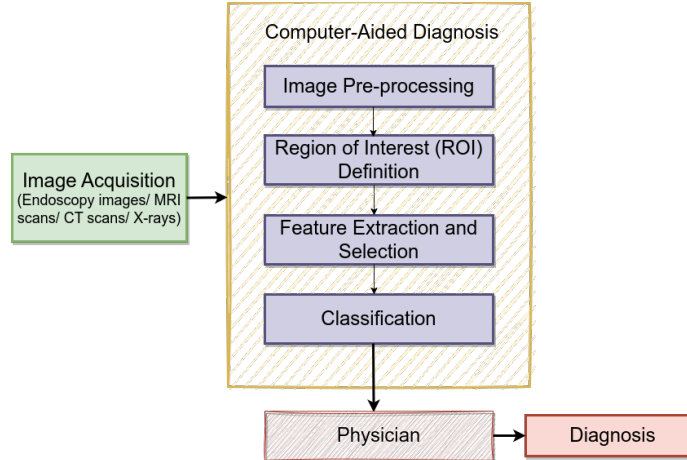 Computer-Aided Diagnosis
Image Pre-processing
Region of Interest (ROI)
Definition
Image Acquisition
(Endoscopy images/ MRI
scans/ CT scans/ X-rays)
Feature Extraction and
Selection
Classification
Physician
Diagnosis